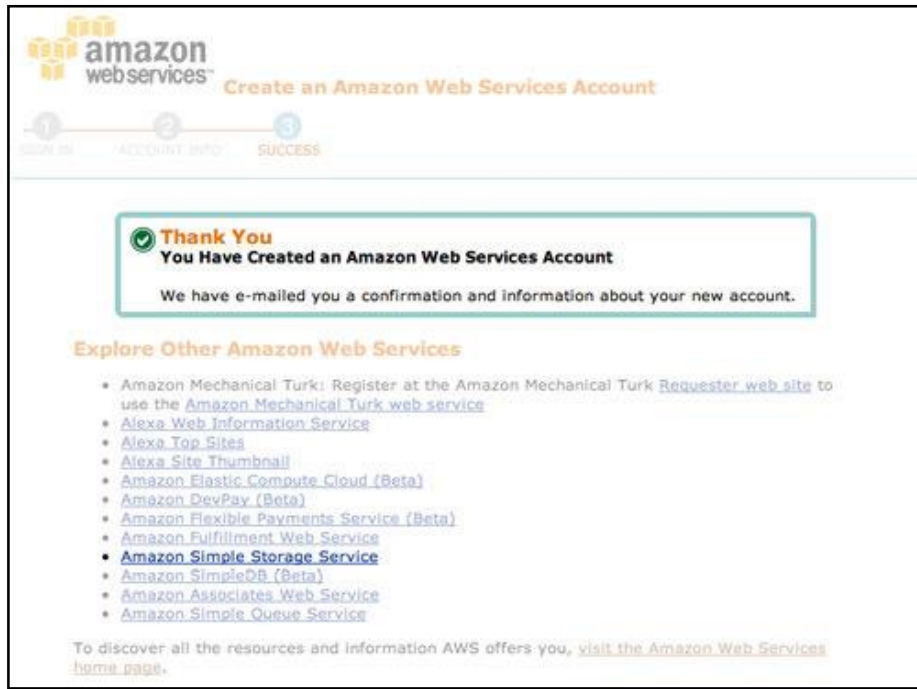 amazon
webservices™
Create an Amazon Web Services Account
1 2 3
SIGN IN ACCOUNT INFO SUCCESS
Thank You
You Have Created an Amazon Web Services Account
We have e-mailed you a confirmation and information about your new account.
Explore Other Amazon Web Services
• Amazon Mechanical Turk: Register at the Amazon Mechanical Turk Requester web site to
use the Amazon Mechanical Turk web service
• Alexa Web Information Service
• Alexa Top Sites
• Alexa Site Thumbnail
• Amazon Elastic Compute Cloud (Beta)
• Amazon DevPay (Beta)
• Amazon Flexible Payments Service (Beta)
• Amazon Fulfillment Web Service
• Amazon Simple Storage Service
• Amazon SimpleDB (Beta)
• Amazon Associates Web Service
• Amazon Simple Queue Service
To discover all the resources and information AWS offers you, visit the Amazon Web Services
home page.